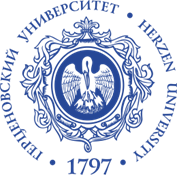 ГЕРЦЕНОВСКИЙ УНИВЕРСИТЕТ • HERZEN UNIVERSITY
• 1797 •